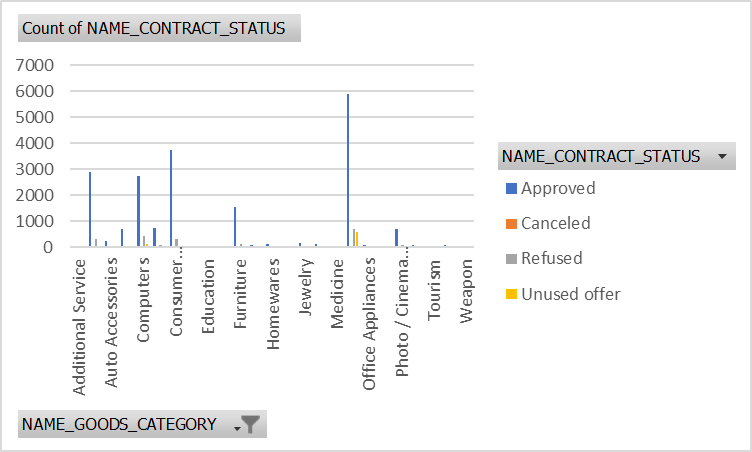 Count of NAME_CONTRACT_STATUS
7000
6000
5000
4000
3000
2000
1000
0
Additional Service
Auto Accessories
Computers
Consumer…
Education
Furniture
Homewares
Jewelry
Medicine
Office Appliances
Photo / Cinema…
Tourism
Weapon
NAME_CONTRACT_STATUS
Approved
Canceled
Refused
Unused offer
NAME_GOODS_CATEGORY